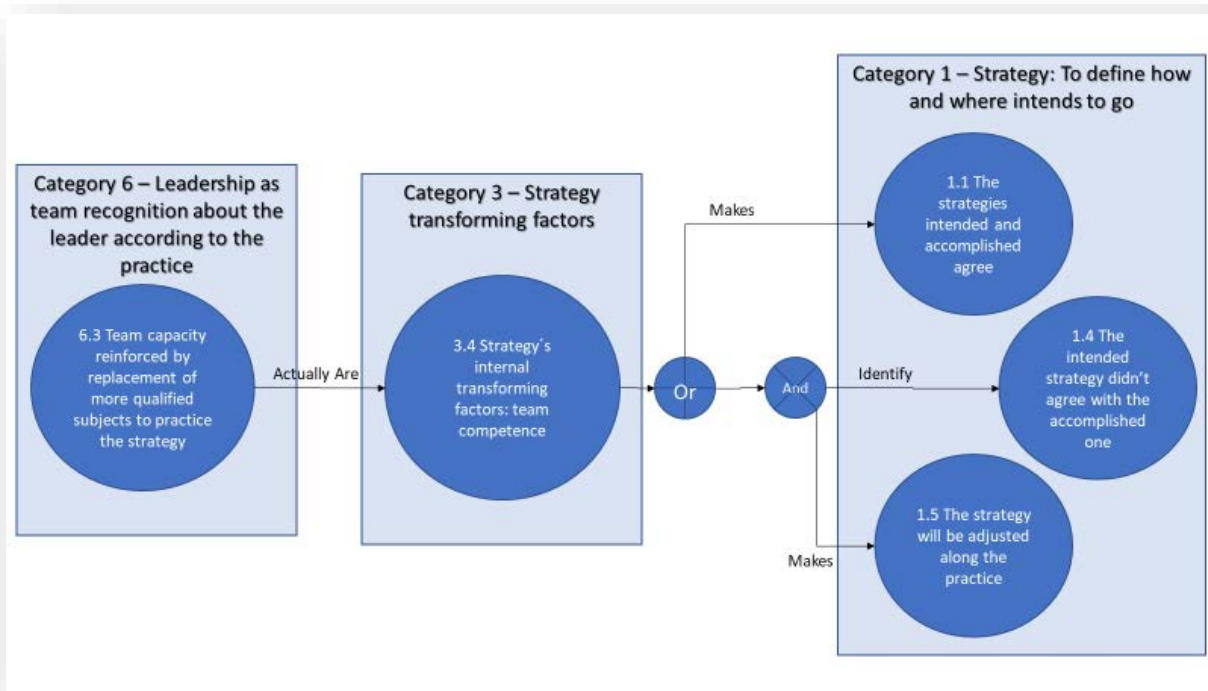 Category 6 – Leadership as
team recognition about the
leader according to the
practice
6.3 Team capacity
reinforced by
replacement of
more qualified
subjects to practice
the strategy
Actually Are
Category 3 – Strategy
transforming factors
3.4 Strategy´s
internal
transforming
factors: team
competence
Or
And
Makes
Identify
Makes
Category 1 – Strategy: To define how
and where intends to go
1.1 The
strategies
intended and
accomplished
agree
1.4 The
intended
strategy didn’t
agree with the
accomplished
one
1.5 The strategy
will be adjusted
along the
practice